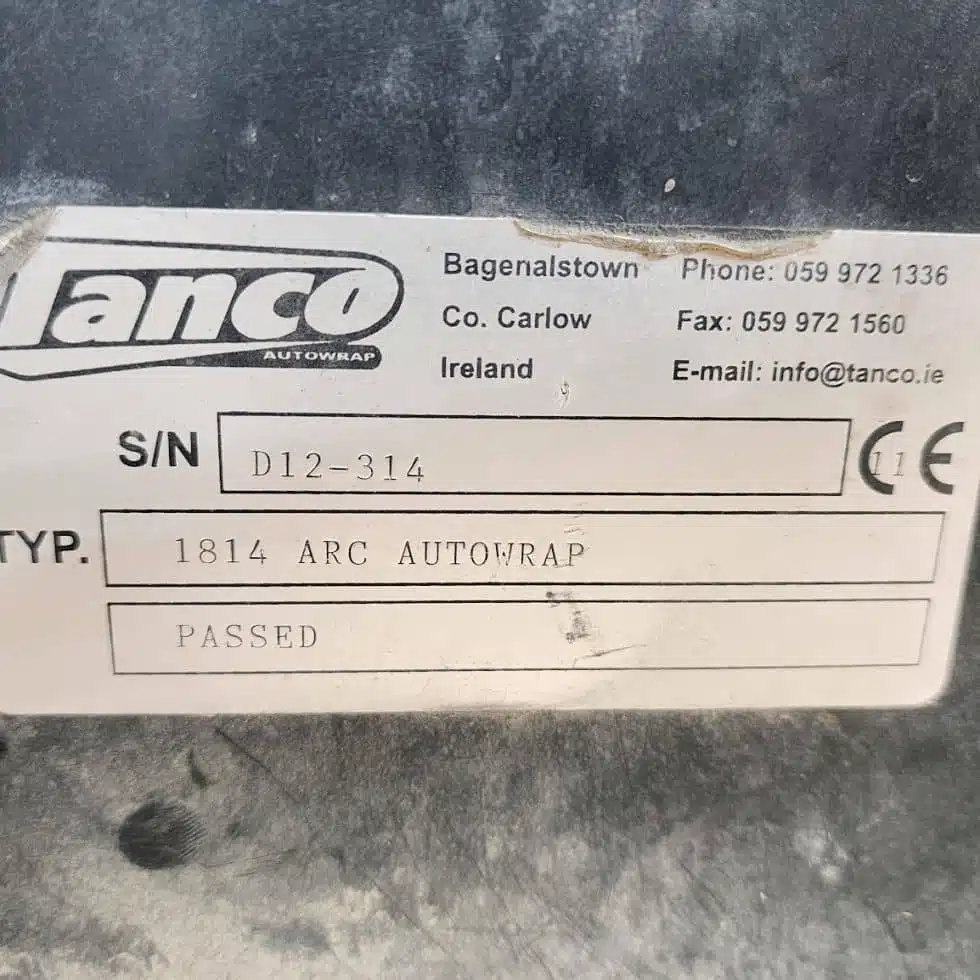 Tanco
AUTOWRAP
Bagenalstown Phone: 059 972 1336
Co. Carlow Fax: 059 972 1560
Ireland E-mail: info@tanco.ie
S/N D12-314 CE 11
TYP. 1814 ARC AUTOWRAP
PASSED